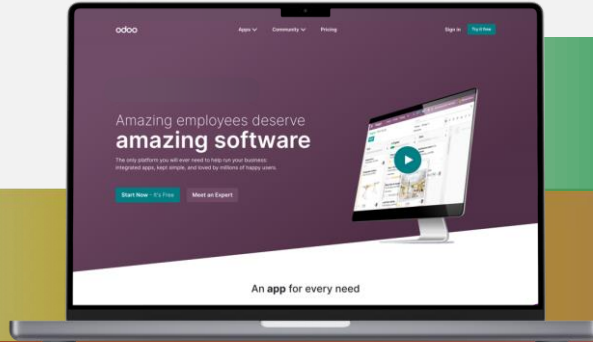 odoo
Apps
Community
Pricing
Sign in
Try it free
Amazing employees deserve
amazing software
The only platform you will ever need to help run your business:
integrated apps, kept simple, and loved by millions of happy users.
Start Now - It's Free
Meet an Expert
An app for every need